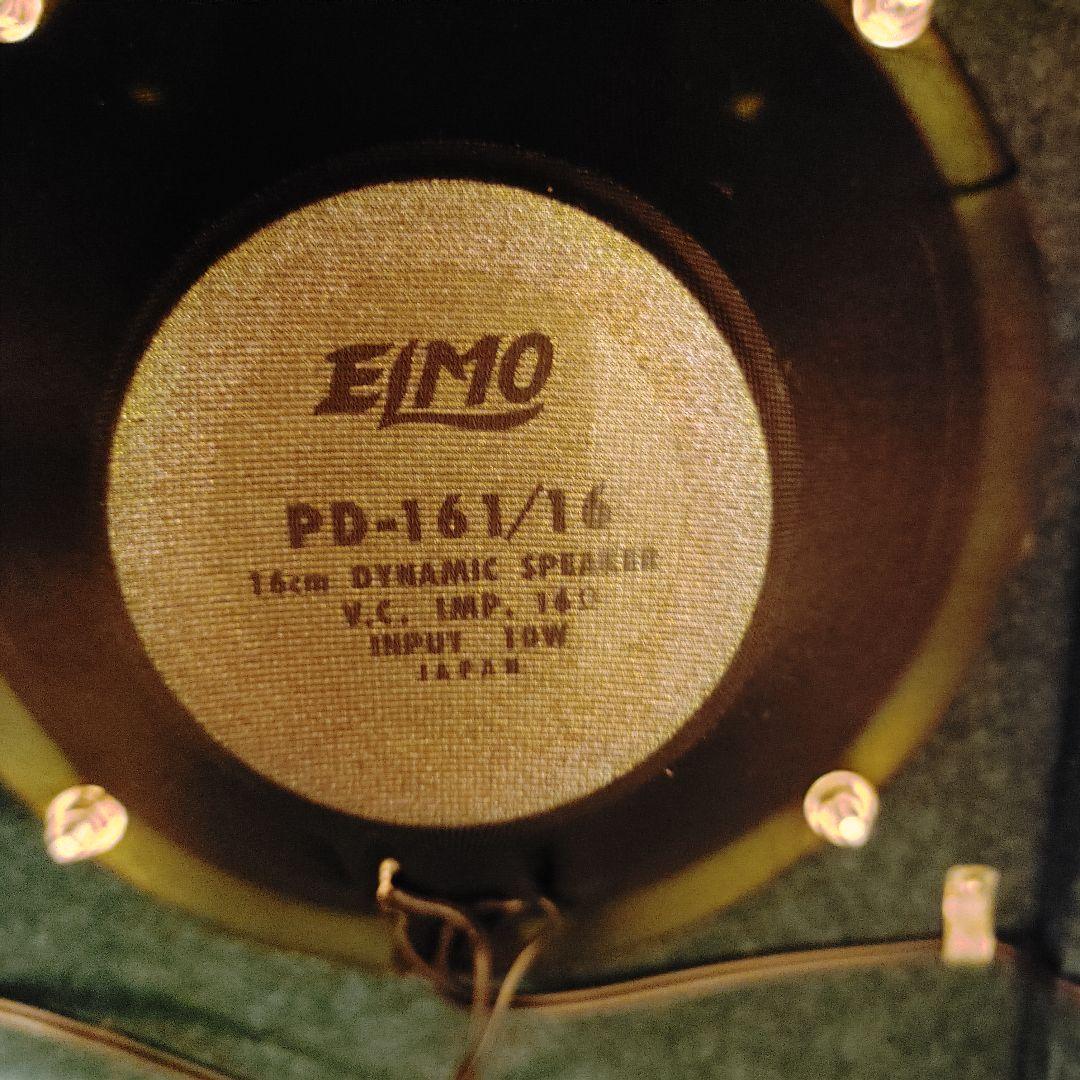 ELMO
PD-161/16
16cm DYNAMIC SPEAKER
V.C. IMP. 16Ω
INPUT 10W
JAPAN